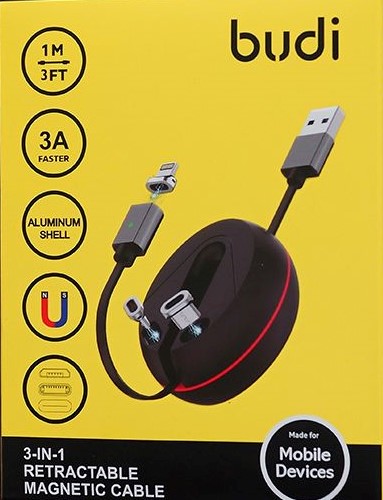 budi
1M
3FT
3A
FASTER
ALUMINUM
SHELL
N S
3-IN-1
RETRACTABLE
MAGNETIC CABLE
Made for
Mobile
Devices